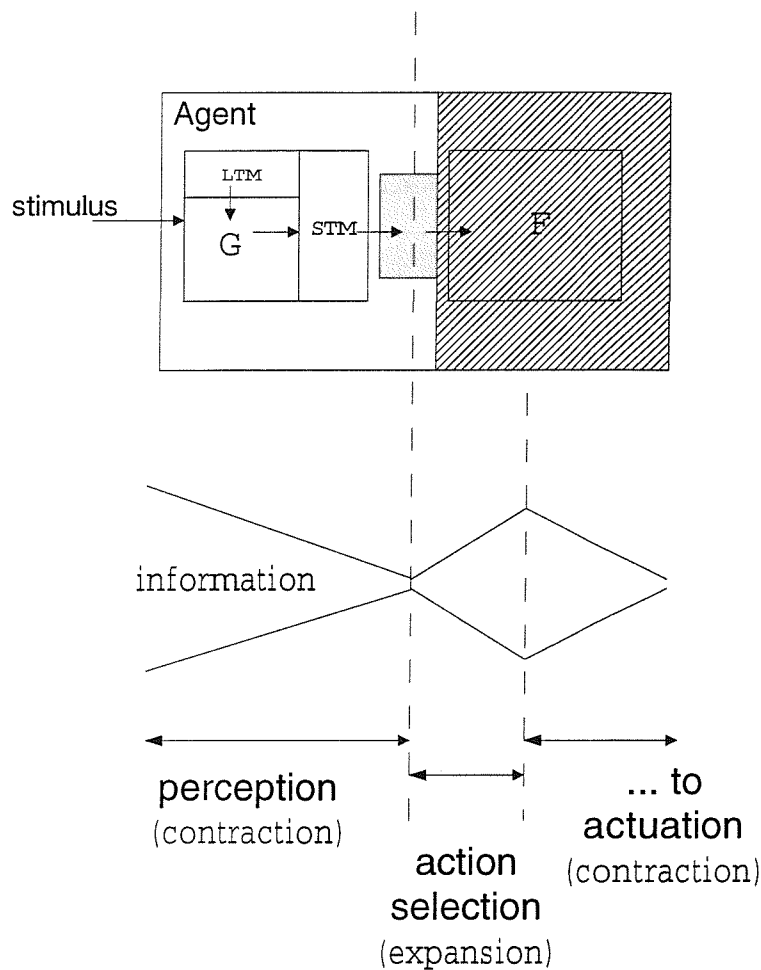 Agent
LTM
stimulus
G
STM
F
information
perception
(contraction)
... to
actuation
(contraction)
action
selection
(expansion)